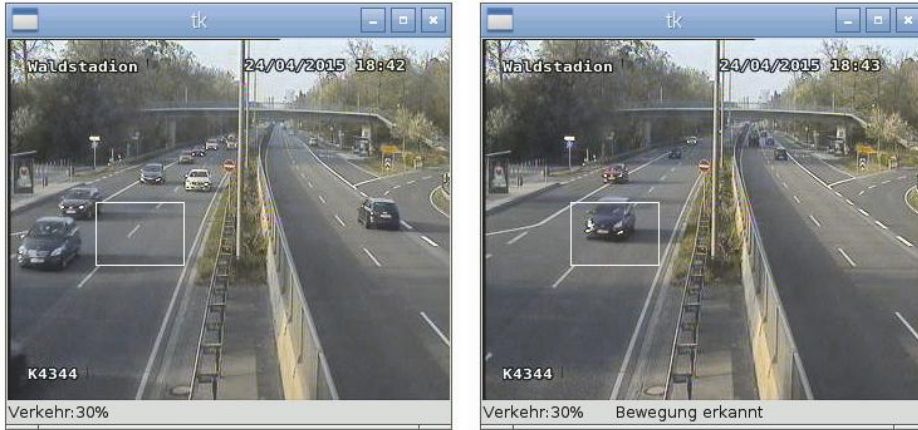 tk
Waldstadion 24/04/2015 18:42
K4344
Verkehr:30%
tk
Waldstadion 24/04/2015 18:43
K4344
Verkehr:30% Bewegung erkannt